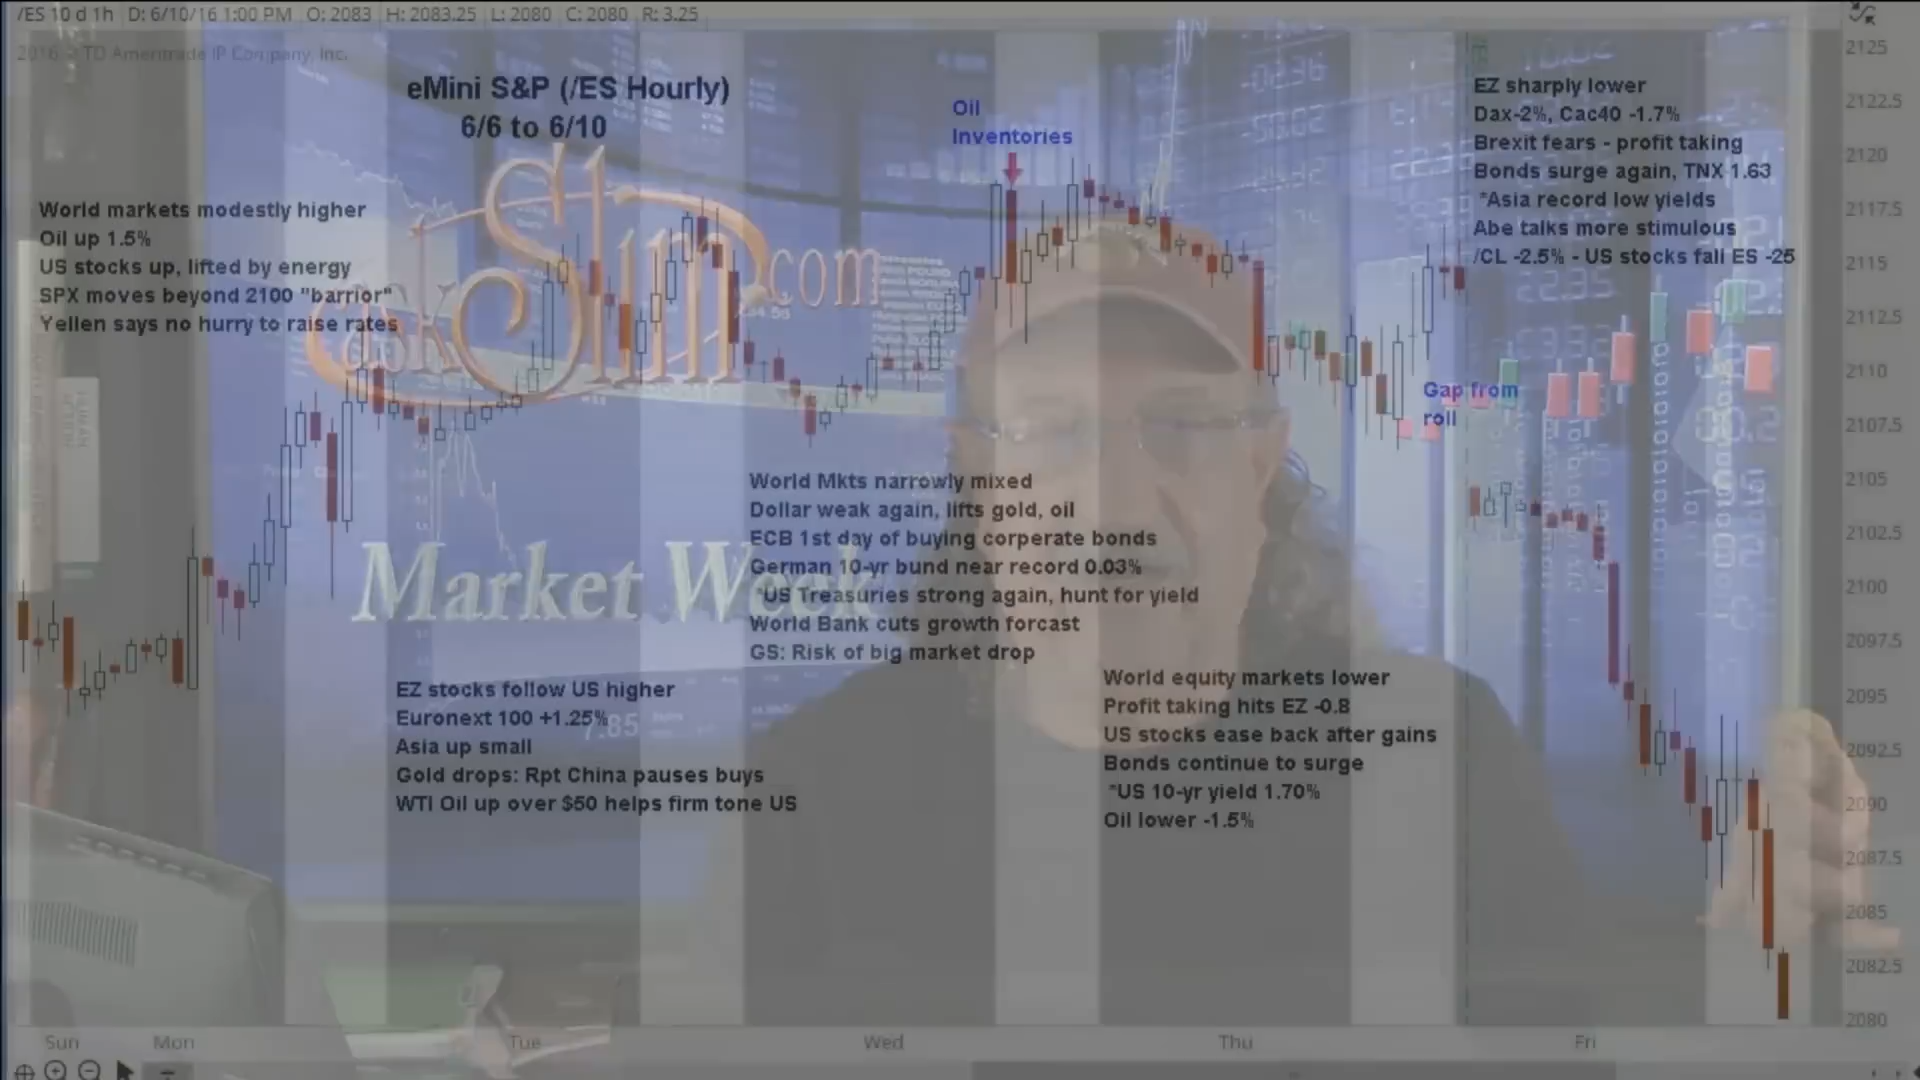 /ES 10 d 1h | D: 6/10/16 1:00 PM | O: 2083 | H: 2083.25 | L: 2080 | C: 2080 | R: 3.25
2016 © TD Ameritrade IP Company, Inc.
eMini S&P (/ES Hourly)
6/6 to 6/10
Oil
Inventories
EZ sharply lower
Dax-2%, Cac40 -1.7%
Brexit fears - profit taking
Bonds surge again, TNX 1.63
*Asia record low yields
Abe talks more stimulous
/CL -2.5% - US stocks fall ES -25
World markets modestly higher
Oil up 1.5%
US stocks up, lifted by energy
SPX moves beyond 2100 "barrior"
Yellen says no hurry to raise rates
askSlim.com
Gap from
roll
Market Week
World Mkts narrowly mixed
Dollar weak again, lifts gold, oil
ECB 1st day of buying corperate bonds
German 10-yr bund near record 0.03%
*US Treasuries strong again, hunt for yield
World Bank cuts growth forcast
GS: Risk of big market drop
EZ stocks follow US higher
Euronext 100 +1.25%
Asia up small
Gold drops: Rpt China pauses buys
WTI Oil up over $50 helps firm tone US
7.85
World equity markets lower
Profit taking hits EZ -0.8
US stocks ease back after gains
Bonds continue to surge
*US 10-yr yield 1.70%
Oil lower -1.5%
2125
2122.5
2120
2117.5
2115
2112.5
2110
2107.5
2105
2102.5
2100
2097.5
2095
2092.5
2090
2087.5
2085
2082.5
2080
Sun
Mon
Tue
Wed
Thu
Fri